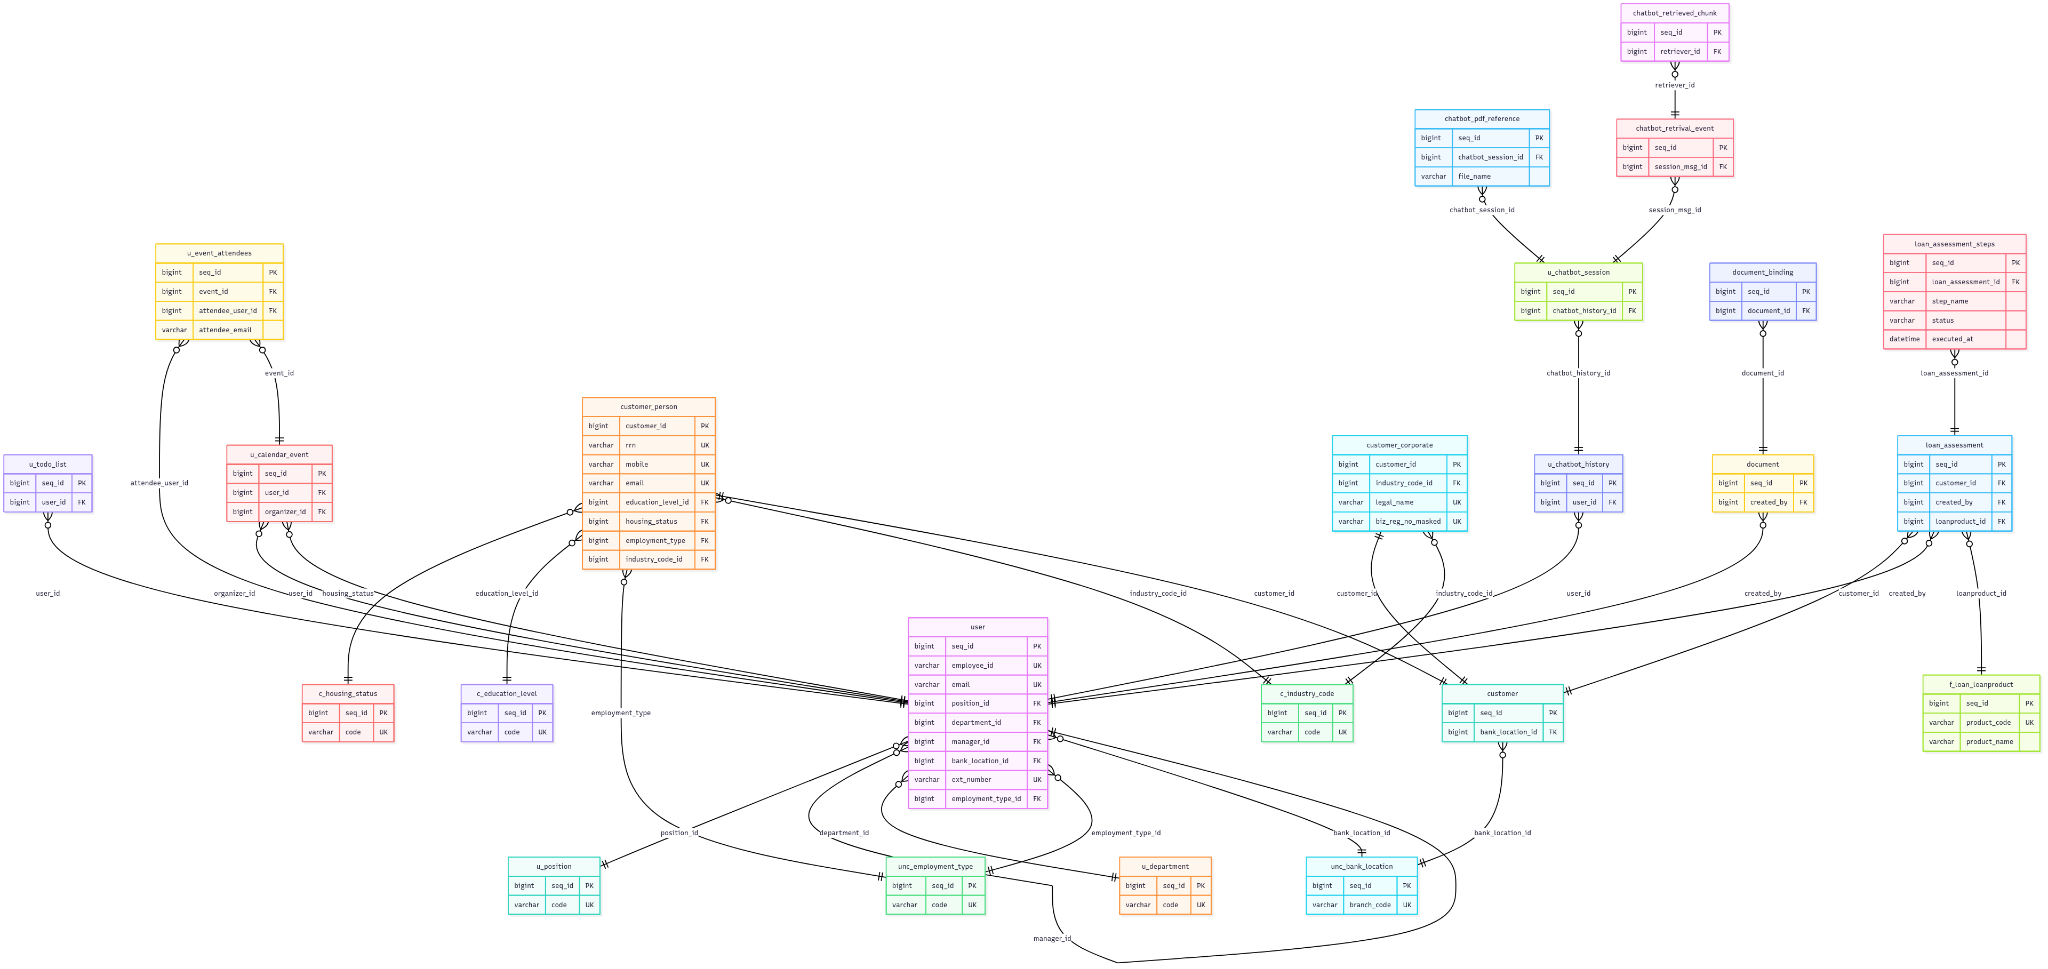 chatbot_retrieved_chunk
bigint seq_id PK
bigint retriever_id FK
retriever_id
chatbot_pdf_reference
bigint seq_id PK
bigint chatbot_session_id FK
varchar file_name
chatbot_retrival_event
bigint seq_id PK
bigint session_msg_id FK
chatbot_session_id
session_msg_id
u_event_attendees
bigint seq_id PK
bigint event_id FK
bigint attendee_user_id FK
varchar attendee_email
u_chatbot_session
bigint seq_id PK
bigint chatbot_history_id FK
document_binding
bigint seq_id PK
bigint document_id FK
loan_assessment_steps
bigint seq_id PK
bigint loan_assessment_id FK
varchar step_name
varchar status
datetime executed_at
event_id
chatbot_history_id
document_id
loan_assessment_id
u_todo_list
bigint seq_id PK
bigint user_id FK
attendee_user_id
u_calendar_event
bigint seq_id PK
bigint user_id FK
bigint organizer_id FK
customer_person
bigint customer_id PK
varchar rrn UK
varchar mobile UK
varchar email UK
bigint education_level_id FK
bigint housing_status FK
bigint employment_type FK
bigint industry_code_id FK
customer_corporate
bigint customer_id PK
bigint industry_code_id FK
varchar legal_name UK
varchar biz_reg_no_masked UK
u_chatbot_history
bigint seq_id PK
bigint user_id FK
document
bigint seq_id PK
bigint created_by FK
loan_assessment
bigint seq_id PK
bigint customer_id FK
bigint created_by FK
bigint loanproduct_id FK
user_id
organizer_id
user_id
housing_status
education_level_id
industry_code_id
customer_id
customer_id
industry_code_id
user_id
created_by
customer_id
created_by
loanproduct_id
user
bigint seq_id PK
varchar employee_id UK
varchar email UK
bigint position_id FK
bigint department_id FK
bigint manager_id FK
bigint bank_location_id FK
varchar ext_number UK
bigint employment_type_id FK
c_housing_status
bigint seq_id PK
varchar code UK
c_education_level
bigint seq_id PK
varchar code UK
employment_type
c_industry_code
bigint seq_id PK
varchar code UK
customer
bigint seq_id PK
bigint bank_location_id FK
f_loan_loanproduct
bigint seq_id PK
varchar product_code UK
varchar product_name
position_id
department_id
employment_type_id
bank_location_id
bank_location_id
u_position
bigint seq_id PK
varchar code UK
unc_employment_type
bigint seq_id PK
varchar code UK
u_department
bigint seq_id PK
varchar code UK
unc_bank_location
bigint seq_id PK
varchar branch_code UK
manager_id